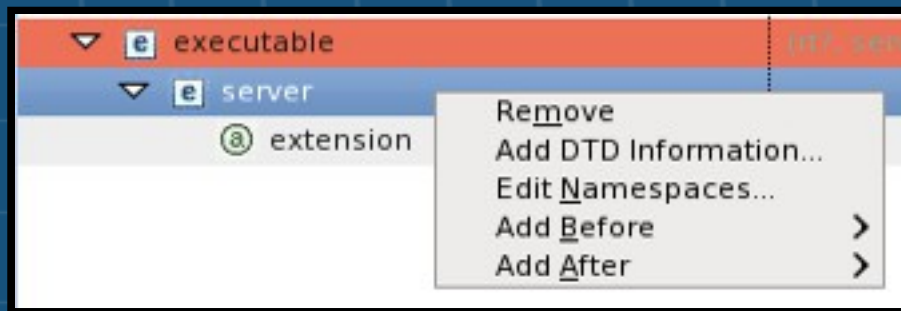 e executable
e server
a extension
Remove
Add DTD Information...
Edit Namespaces...
Add Before
Add After